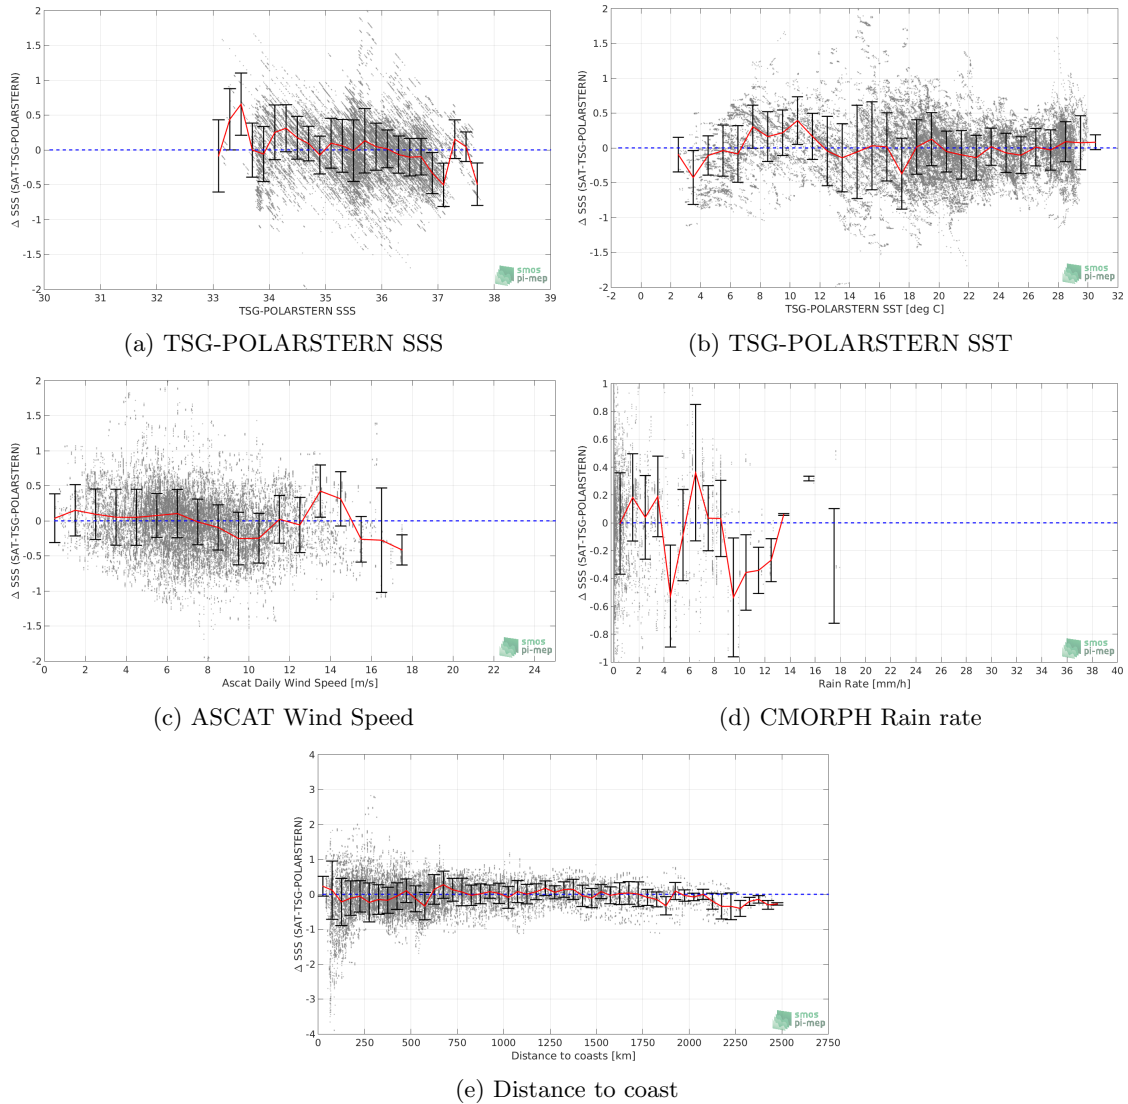 2
1.5
1
0.5
0
-0.5
-1
-1.5
-2
Δ SSS (SAT-TSG-POLARSTERN)
30 31 32 33 34 35 36 37 38 39
TSG-POLARSTERN SSS
smos
pi-mep
(a) TSG-POLARSTERN SSS
2
1.5
1
0.5
0
-0.5
-1
-1.5
-2
Δ SSS (SAT-TSG-POLARSTERN)
-2 0 2 4 6 8 10 12 14 16 18 20 22 24 26 28 30 32
TSG-POLARSTERN SST [deg C]
smos
pi-mep
(b) TSG-POLARSTERN SST
2
1.5
1
0.5
0
-0.5
-1
-1.5
-2
Δ SSS (SAT-TSG-POLARSTERN)
0 2 4 6 8 10 12 14 16 18 20 22 24
Ascat Daily Wind Speed [m/s]
smos
pi-mep
(c) ASCAT Wind Speed
1
0.8
0.6
0.4
0.2
0
-0.2
-0.4
-0.6
-0.8
-1
Δ SSS (SAT-TSG-POLARSTERN)
0 2 4 6 8 10 12 14 16 18 20 22 24 26 28 30 32 34 36 38 40
Rain Rate [mm/h]
smos
pi-mep
(d) CMORPH Rain rate
4
3
2
1
0
-1
-2
-3
-4
Δ SSS (SAT-TSG-POLARSTERN)
0 250 500 750 1000 1250 1500 1750 2000 2250 2500 2750
Distance to coasts [km]
smos
pi-mep
(e) Distance to coast